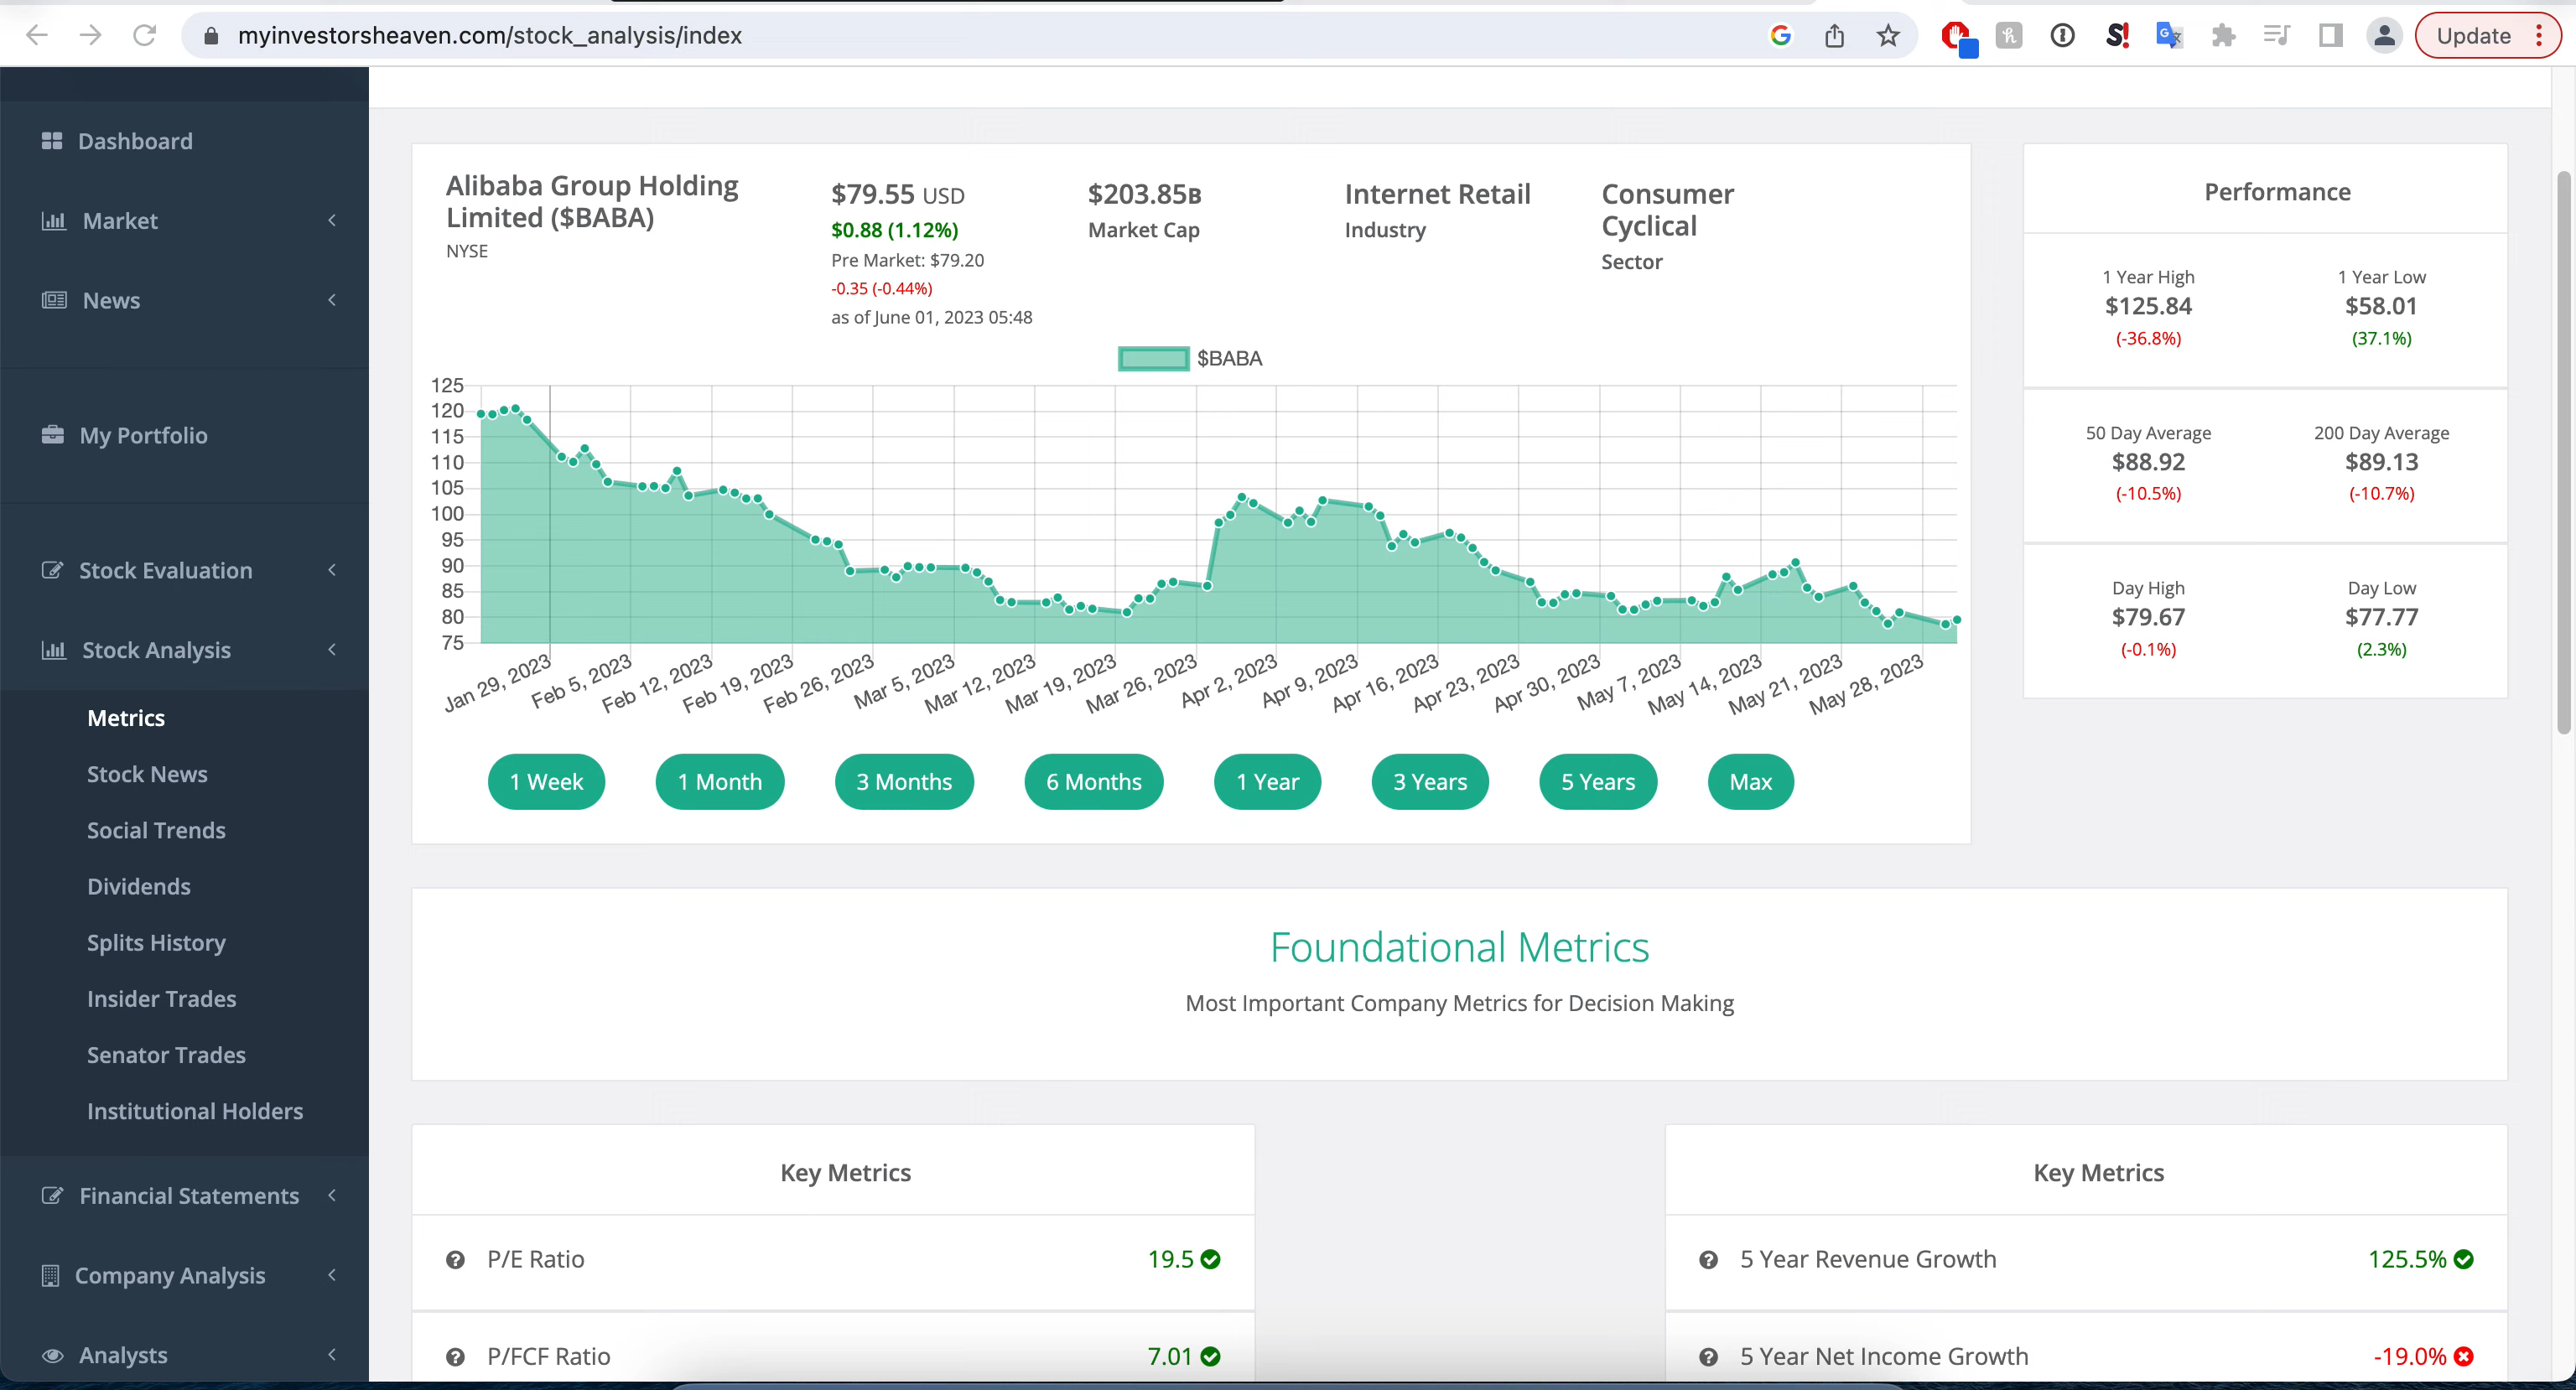 myinvestorsheaven.com/stock_analysis/index
Update
Dashboard
Market
News
My Portfolio
Stock Evaluation
Stock Analysis
Metrics
Stock News
Social Trends
Dividends
Splits History
Insider Trades
Senator Trades
Institutional Holders
Financial Statements
Company Analysis
Analysts
Alibaba Group Holding
Limited ($BABA)
NYSE
$79.55 USD
$0.88 (1.12%)
Pre Market: $79.20
-0.35 (-0.44%)
as of June 01, 2023 05:48
$203.85B
Market Cap
Internet Retail
Industry
Consumer
Cyclical
Sector
$BABA
125
120
115
110
105
100
95
90
85
80
75
Jan 29, 2023
Feb 5, 2023
Feb 12, 2023
Feb 19, 2023
Feb 26, 2023
Mar 5, 2023
Mar 12, 2023
Mar 19, 2023
Mar 26, 2023
Apr 2, 2023
Apr 9, 2023
Apr 16, 2023
Apr 23, 2023
Apr 30, 2023
May 7, 2023
May 14, 2023
May 21, 2023
May 28, 2023
1 Week
1 Month
3 Months
6 Months
1 Year
3 Years
5 Years
Max
Performance
1 Year High
$125.84
(-36.8%)
1 Year Low
$58.01
(37.1%)
50 Day Average
$88.92
(-10.5%)
200 Day Average
$89.13
(-10.7%)
Day High
$79.67
(-0.1%)
Day Low
$77.77
(2.3%)
Foundational Metrics
Most Important Company Metrics for Decision Making
Key Metrics
P/E Ratio 19.5
P/FCF Ratio 7.01
Key Metrics
5 Year Revenue Growth 125.5%
5 Year Net Income Growth -19.0%